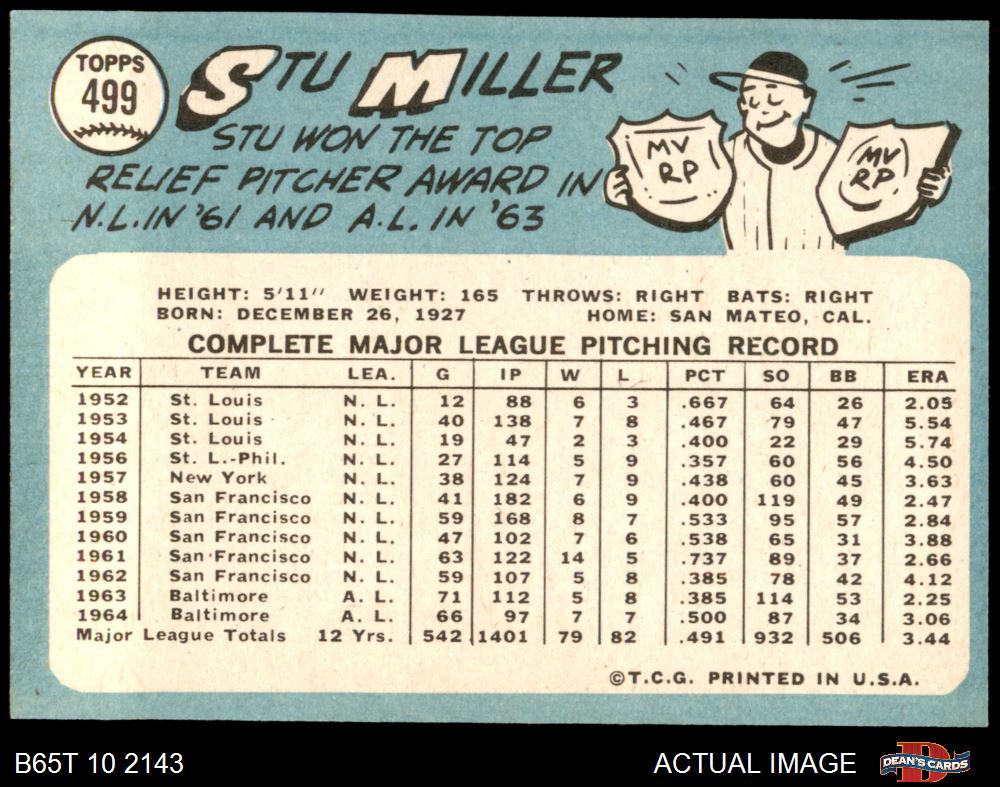 TOPPS
499
STU MILLER
STU WON THE TOP
RELIEF PITCHER AWARD IN
N.L. IN '61 AND A.L. IN '63
MV
RP
MV
RP
HEIGHT: 5'11" WEIGHT: 165 THROWS: RIGHT BATS: RIGHT
BORN: DECEMBER 26, 1927 HOME: SAN MATEO, CAL.
COMPLETE MAJOR LEAGUE PITCHING RECORD
YEAR TEAM LEA. G IP W L PCT SO BB ERA
1952 St. Louis N. L. 12 88 6 3 .667 64 26 2.05
1953 St. Louis N. L. 40 138 7 8 .467 79 47 5.54
1954 St. Louis N. L. 19 47 2 3 .400 22 29 5.74
1956 St. L.-Phil. N. L. 27 114 5 9 .357 60 56 4.50
1957 New York N. L. 38 124 7 9 .438 60 45 3.63
1958 San Francisco N. L. 41 182 6 9 .400 119 49 2.47
1959 San Francisco N. L. 59 168 8 7 .533 95 57 2.84
1960 San Francisco N. L. 47 102 7 6 .538 65 31 3.88
1961 San Francisco N. L. 63 122 14 5 .737 89 37 2.66
1962 San Francisco N. L. 59 107 5 8 .385 78 42 4.12
1963 Baltimore A. L. 71 112 5 8 .385 114 53 2.25
1964 Baltimore A. L. 66 97 7 7 .500 87 34 3.06
Major League Totals 12 Yrs. 542 1401 79 82 .491 932 506 3.44
©T.C.G. PRINTED IN U.S.A.
B65T 10 2143 ACTUAL IMAGE
D
DEAN'S CARDS